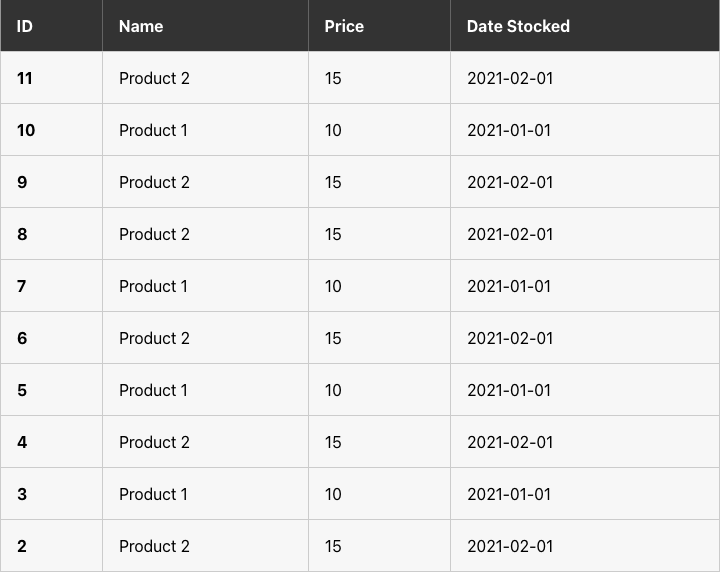 ID Name Price Date Stocked
11 Product 2 15 2021-02-01
10 Product 1 10 2021-01-01
9 Product 2 15 2021-02-01
8 Product 2 15 2021-02-01
7 Product 1 10 2021-01-01
6 Product 2 15 2021-02-01
5 Product 1 10 2021-01-01
4 Product 2 15 2021-02-01
3 Product 1 10 2021-01-01
2 Product 2 15 2021-02-01